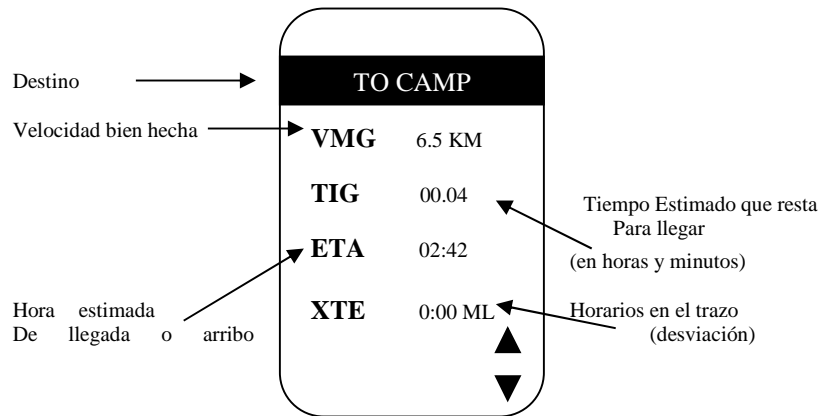 TO CAMP
Destino
Velocidad bien hecha
VMG 6.5 KM
TIG 00.04
Tiempo Estimado que resta
Para llegar
(en horas y minutos)
ETA 02:42
Hora estimada
De llegada o arribo
XTE 0:00 ML
Horarios en el trazo
(desviación)